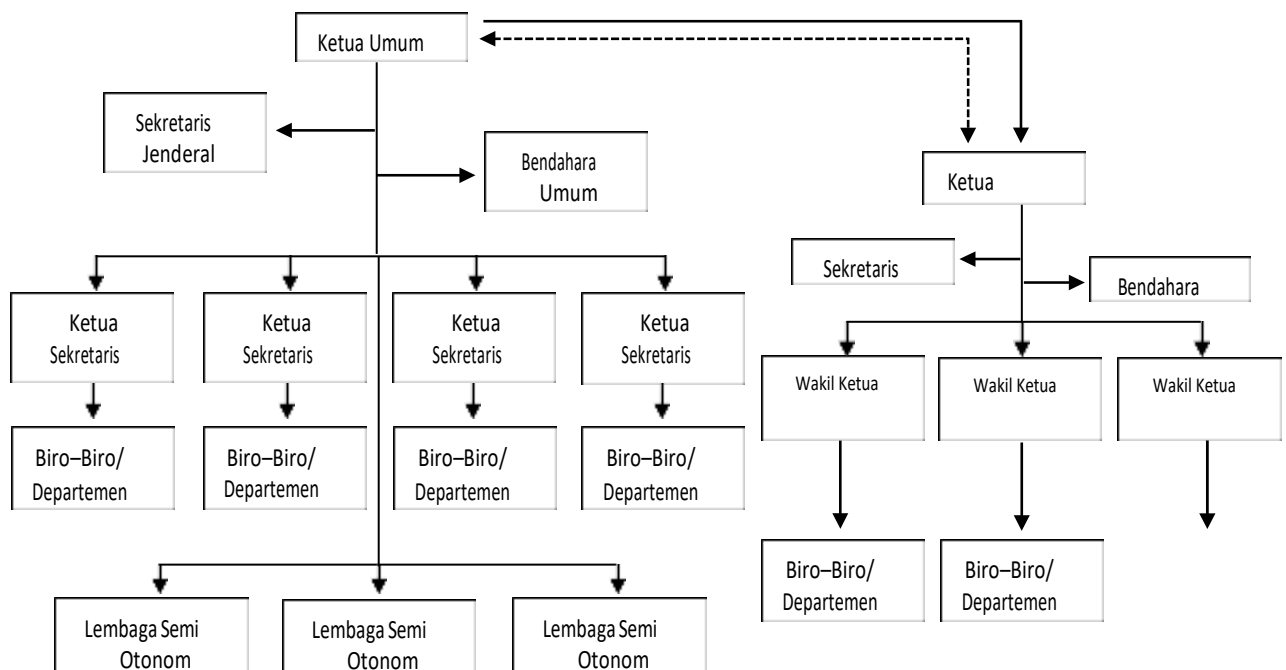 Ketua Umum
Sekretaris
Jenderal
Bendahara
Umum
Ketua
Sekretaris
Bendahara
Ketua
Sekretaris
Ketua
Sekretaris
Ketua
Sekretaris
Ketua
Sekretaris
Wakil Ketua
Wakil Ketua
Wakil Ketua
Biro–Biro/
Departemen
Biro–Biro/
Departemen
Biro–Biro/
Departemen
Biro–Biro/
Departemen
Biro–Biro/
Departemen
Biro–Biro/
Departemen
Lembaga Semi
Otonom
Lembaga Semi
Otonom
Lembaga Semi
Otonom